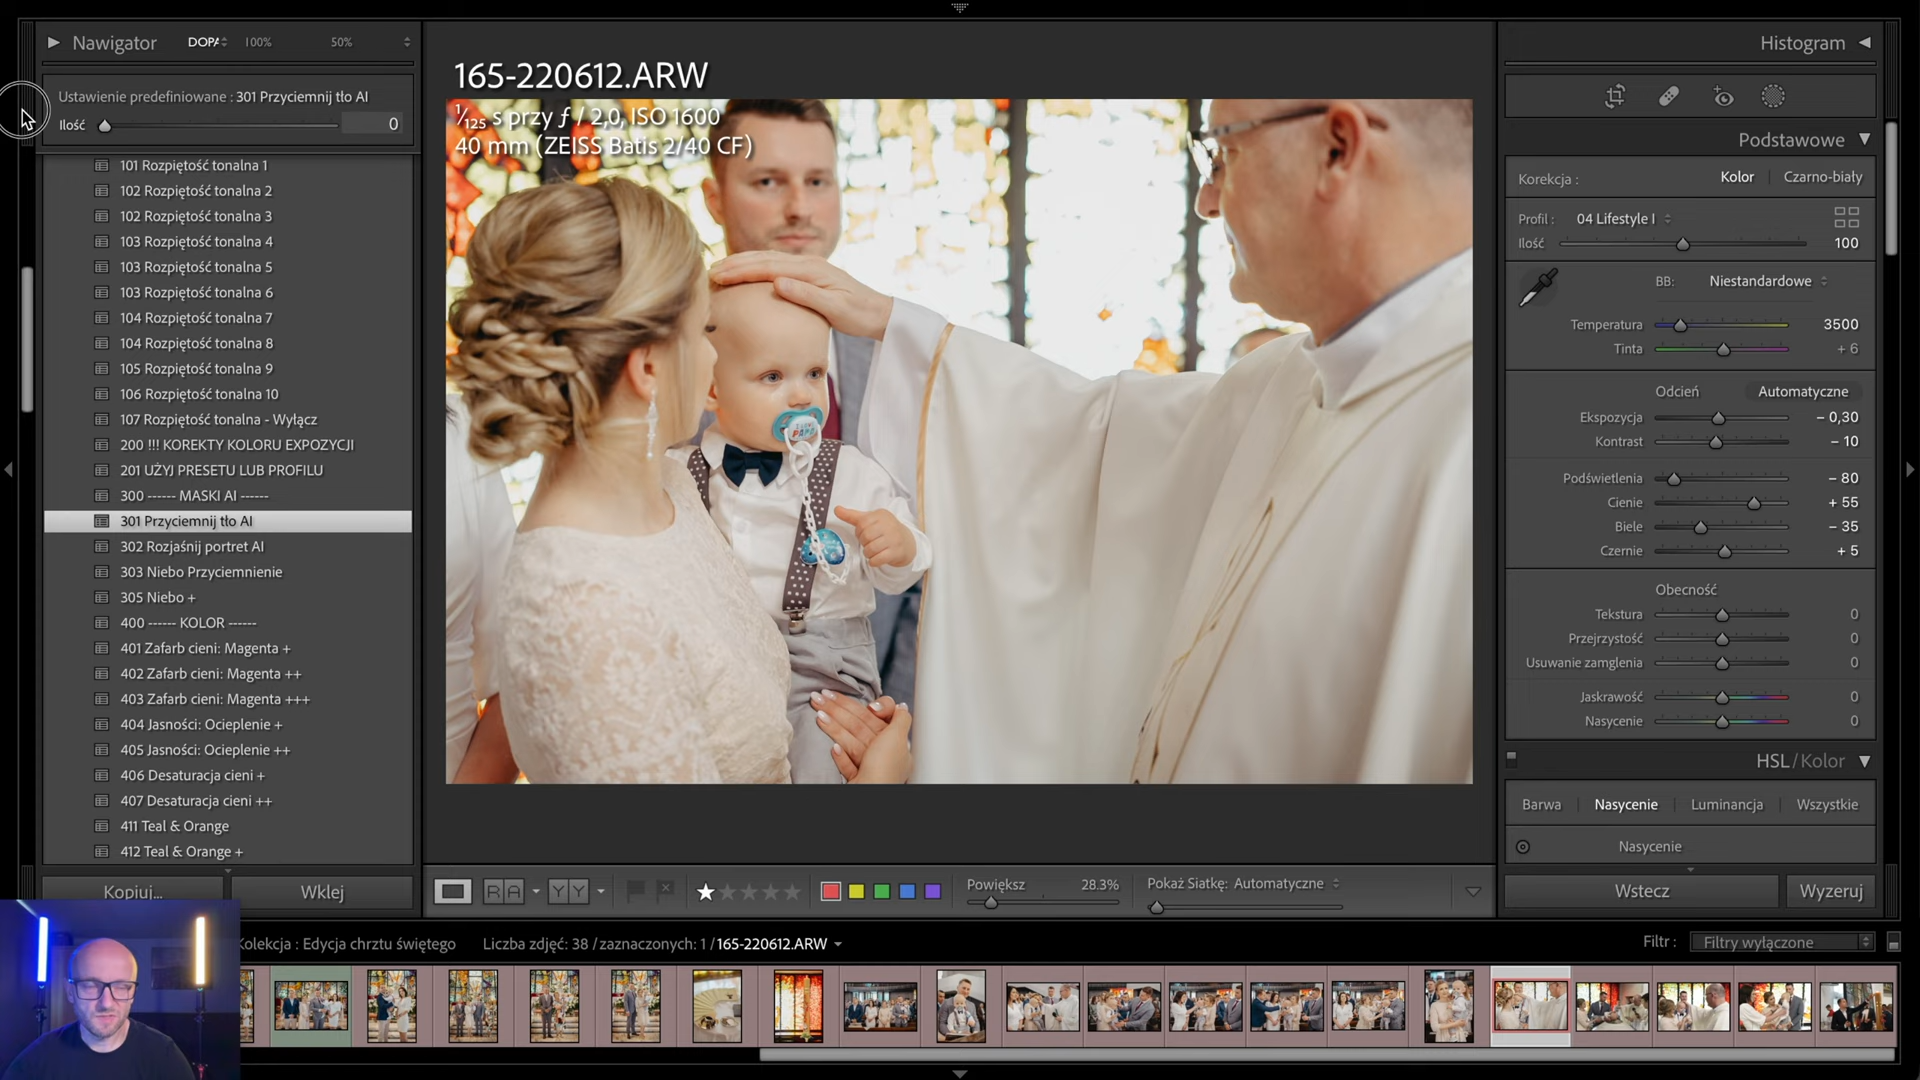 Nawigator DOPA 100% 50%
Ustawienie predefiniowane : 301 Przyciemnij tło AI
Ilość 0
101 Rozpiętość tonalna 1
102 Rozpiętość tonalna 2
102 Rozpiętość tonalna 3
103 Rozpiętość tonalna 4
103 Rozpiętość tonalna 5
103 Rozpiętość tonalna 6
104 Rozpiętość tonalna 7
104 Rozpiętość tonalna 8
105 Rozpiętość tonalna 9
106 Rozpiętość tonalna 10
107 Rozpiętość tonalna - Wyłącz
200 !!! KOREKTY KOLORU EXPOZYCJI
201 UŻYJ PRESETU LUB PROFILU
300 ------ MASKI AI ------
301 Przyciemnij tło AI
302 Rozjaśnij portret AI
303 Niebo Przyciemnienie
305 Niebo +
400 ------ KOLOR ------
401 Zafarb cieni: Magenta +
402 Zafarb cieni: Magenta ++
403 Zafarb cieni: Magenta +++
404 Jasności: Ocieplenie +
405 Jasności: Ocieplenie ++
406 Desaturacja cieni +
407 Desaturacja cieni ++
411 Teal & Orange
412 Teal & Orange +
Kopiuj... Wklej
165-220612.ARW
1/125 s przy ƒ / 2,0, ISO 1600
40 mm (ZEISS Batis 2/40 CF)
PAPA
Histogram
Podstawowe
Korekcja : Kolor Czarno-biały
Profil : 04 Lifestyle I
Ilość 100
BB: Niestandardowe
Temperatura 3500
Tinta + 6
Odcień Automatyczne
Ekspozycja – 0,30
Kontrast – 10
Podświetlenia – 80
Cienie + 55
Biele – 35
Czernie + 5
Obecność
Tekstura 0
Przejrzystość 0
Usuwanie zamglenia 0
Jaskrawość 0
Nasycenie 0
HSL / Kolor
Barwa Nasycenie Luminancja Wszystkie
Nasycenie
Wstecz Wyzeruj
R A Y Y Powiększ 28.3% Pokaż Siatkę: Automatyczne
Kolekcja : Edycja chrztu świętego Liczba zdjęć: 38 / zaznaczonych: 1 / 165-220612.ARW Filtr : Filtry wyłączone